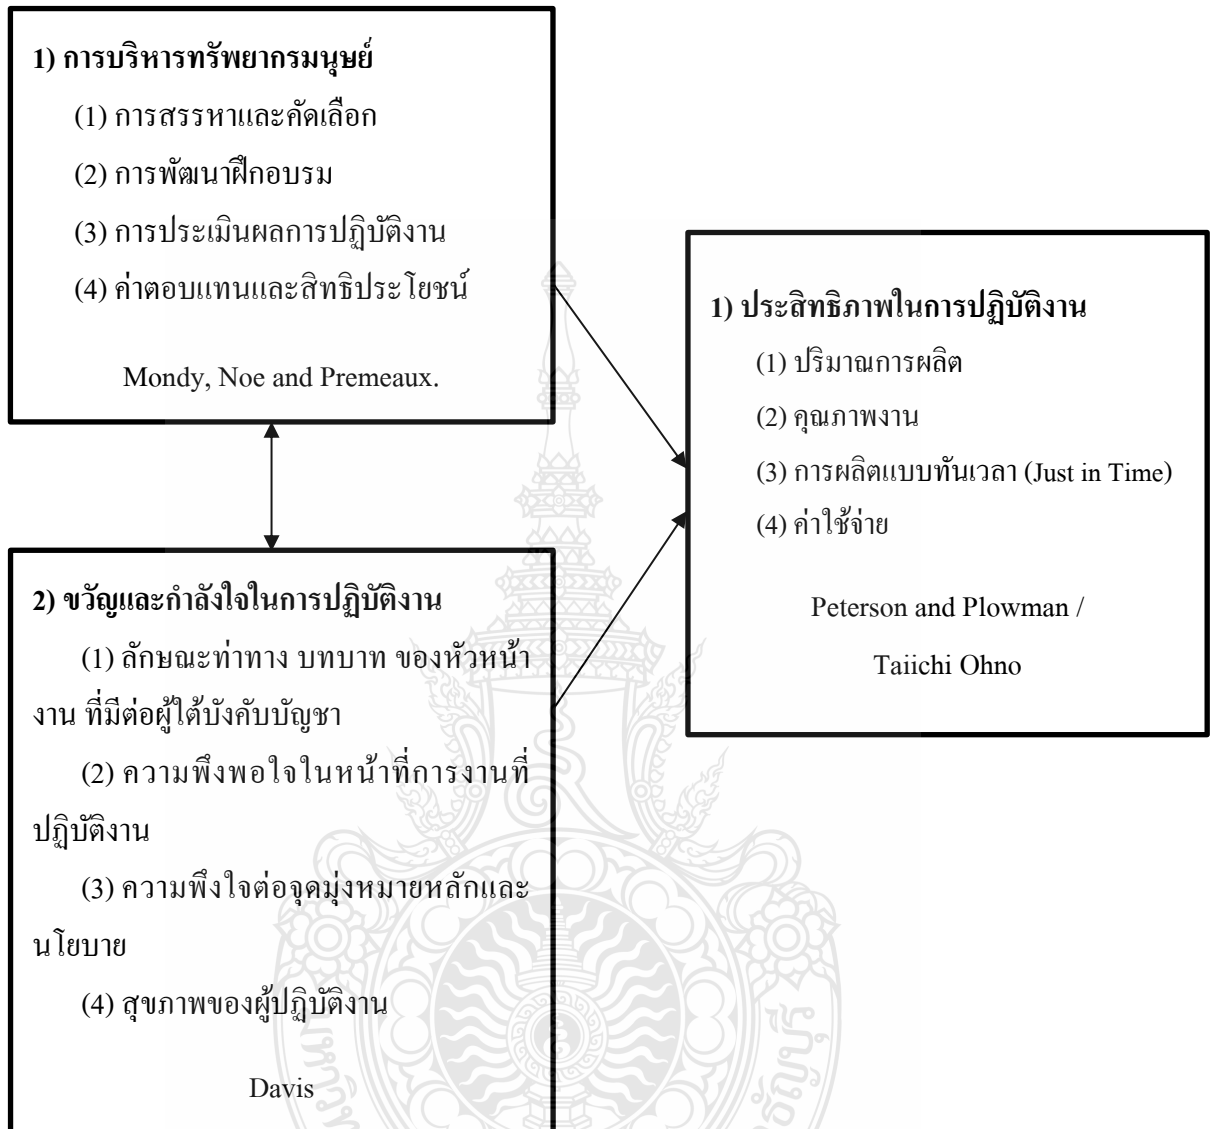 1) การบริหารทรัพยากรมนุษย์
(1) การสรรหาและคัดเลือก
(2) การพัฒนาฝึกอบรม
(3) การประเมินผลการปฏิบัติงาน
(4) ค่าตอบแทนและสิทธิประโยชน์
Mondy, Noe and Premeaux.
2) ขวัญและกำลังใจในการปฏิบัติงาน
(1) ลักษณะท่าทาง บทบาท ของหัวหน้า
งาน ที่มีต่อผู้ใต้บังคับบัญชา
(2) ความพึงพอใจในหน้าที่การงานที่
ปฏิบัติงาน
(3) ความพึงใจต่อจุดมุ่งหมายหลักและ
นโยบาย
(4) สุขภาพของผู้ปฏิบัติงาน
Davis
1) ประสิทธิภาพในการปฏิบัติงาน
(1) ปริมาณการผลิต
(2) คุณภาพงาน
(3) การผลิตแบบทันเวลา (Just in Time)
(4) ค่าใช้จ่าย
Peterson and Plowman /
Taiichi Ohno